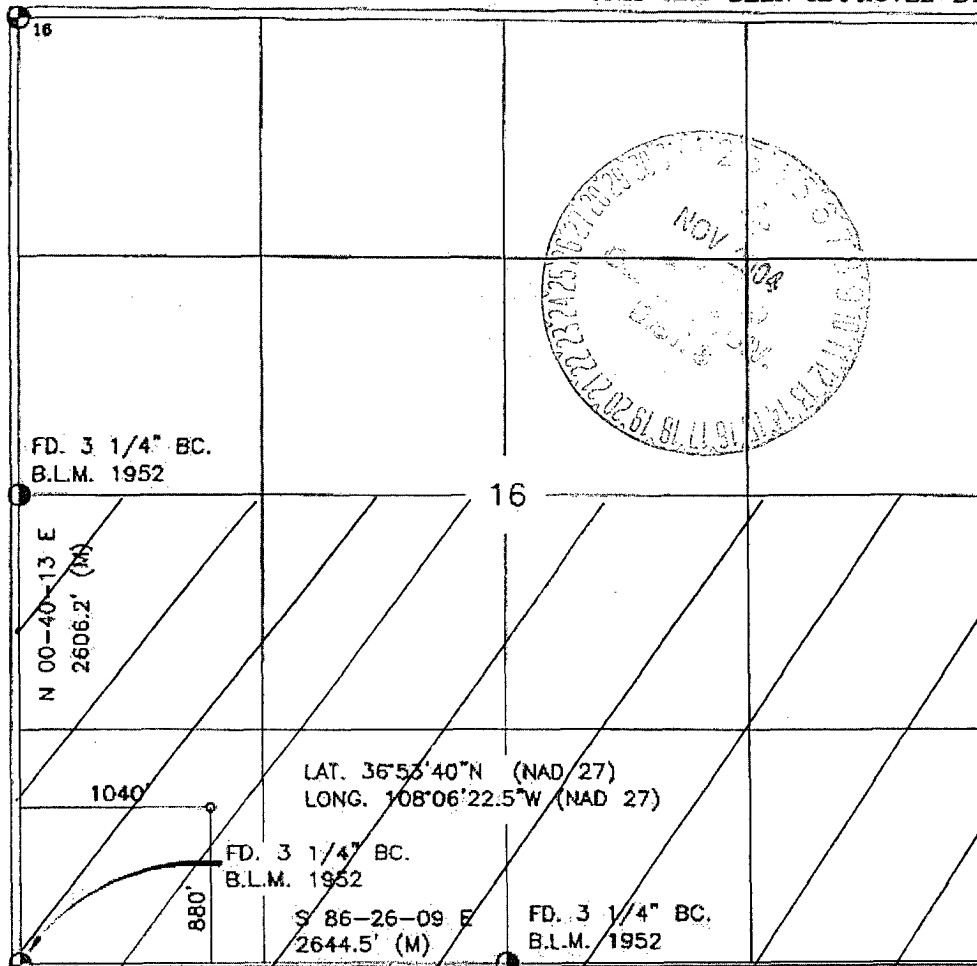 16
NOV 2004
FD. 3 1/4" BC.
B.L.M. 1952
16
N 00-40-13 E
2606.2' (M)
LAT. 36°53'40"N (NAD 27)
LONG. 108°06'22.5"W (NAD 27)
1040'
FD. 3 1/4" BC.
B.L.M. 1952
880'
S 86-26-09 E
2644.5' (M)
FD. 3 1/4" BC.
B.L.M. 1952